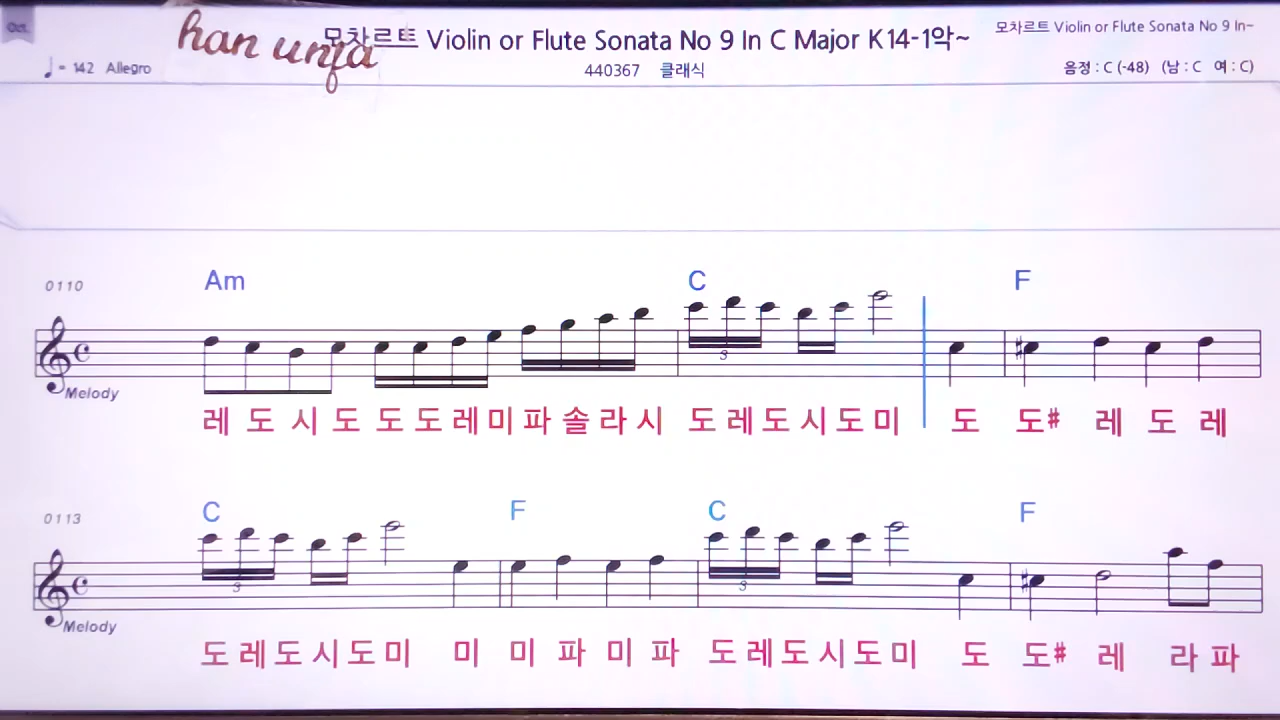 Oct.
han unja
모차르트 Violin or Flute Sonata No 9 In C Major K14-1악~
모차르트 Violin or Flute Sonata No 9 In~
♩= 142 Allegro
440367 클래식
음정 : C (-48) (남 : C 여 : C)
0110 Am C F
3
Melody
레 도 시 도 도 도 레 미 파 솔 라 시 도 레 도 시 도 미 도 도# 레 도 레
0113 C F C F
3 3
Melody
도 레 도 시 도 미 미 미 파 미 파 도 레 도 시 도 미 도 도# 레 라 파